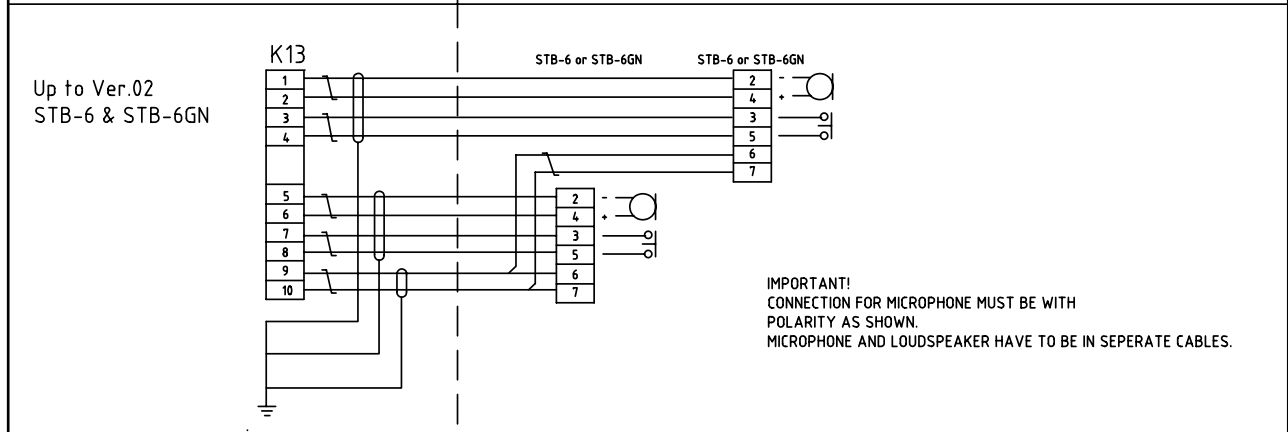 K13
STB-6 or STB-6GN
STB-6 or STB-6GN
Up to Ver.02
STB-6 & STB-6GN
1
2
3
4
5
6
7
8
9
10
2
4
3
5
6
7
-
+
2
4
3
5
6
7
-
+
IMPORTANT!
CONNECTION FOR MICROPHONE MUST BE WITH
POLARITY AS SHOWN.
MICROPHONE AND LOUDSPEAKER HAVE TO BE IN SEPERATE CABLES.